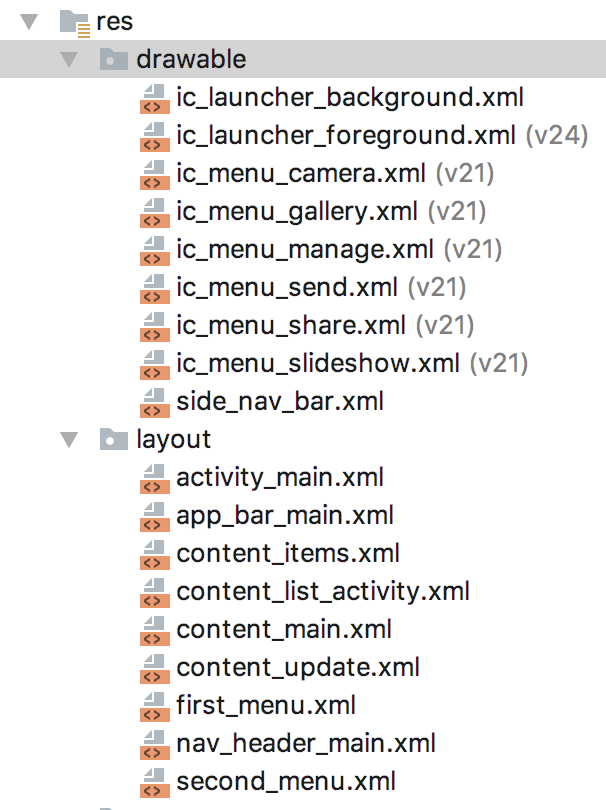 res
drawable
ic_launcher_background.xml
ic_launcher_foreground.xml (v24)
ic_menu_camera.xml (v21)
ic_menu_gallery.xml (v21)
ic_menu_manage.xml (v21)
ic_menu_send.xml (v21)
ic_menu_share.xml (v21)
ic_menu_slideshow.xml (v21)
side_nav_bar.xml
layout
activity_main.xml
app_bar_main.xml
content_items.xml
content_list_activity.xml
content_main.xml
content_update.xml
first_menu.xml
nav_header_main.xml
second_menu.xml